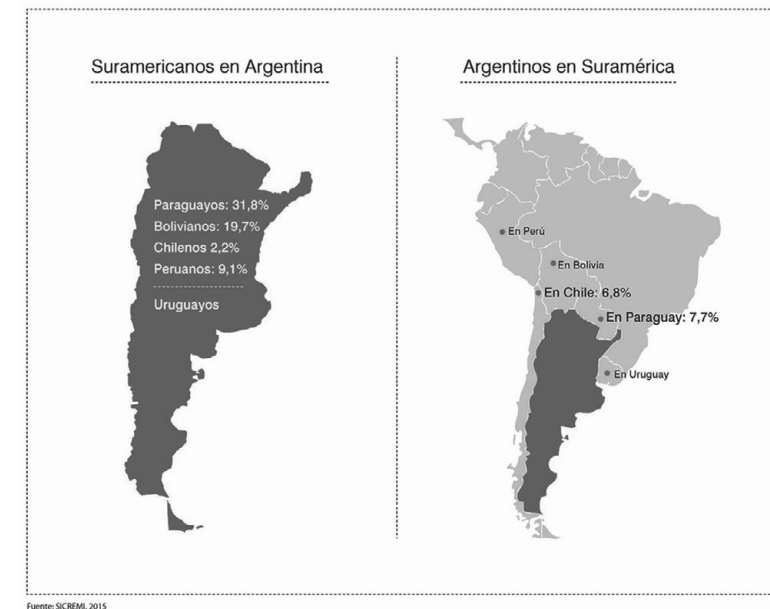 Suramericanos en Argentina
Paraguayos: 31,8%
Bolivianos: 19,7%
Chilenos 2,2%
Peruanos: 9,1%
Uruguayos
Argentinos en Suramérica
En Perú
En Bolivia
En Chile: 6,8%
En Paraguay: 7,7%
En Uruguay
Fuente: SICREMI, 2015